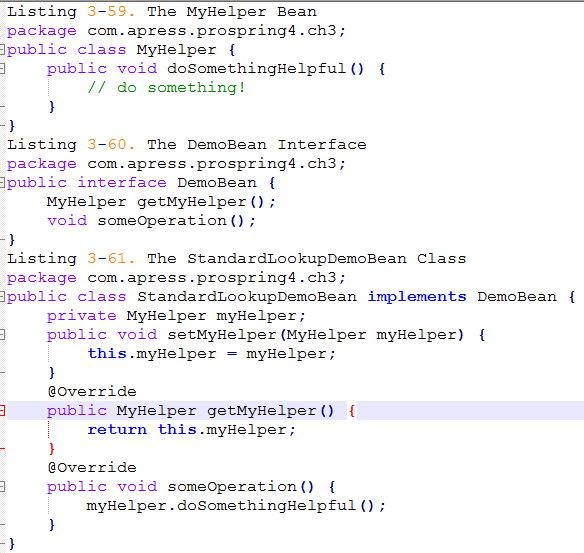 Listing 3-59. The MyHelper Bean
package com.apress.prospring4.ch3;
public class MyHelper {
    public void doSomethingHelpful() {
        // do something!
    }
}
Listing 3-60. The DemoBean Interface
package com.apress.prospring4.ch3;
public interface DemoBean {
    MyHelper getMyHelper();
    void someOperation();
}
Listing 3-61. The StandardLookupDemoBean Class
package com.apress.prospring4.ch3;
public class StandardLookupDemoBean implements DemoBean {
    private MyHelper myHelper;
    public void setMyHelper(MyHelper myHelper) {
        this.myHelper = myHelper;
    }
    @Override
    public MyHelper getMyHelper() {
        return this.myHelper;
    }
    @Override
    public void someOperation() {
        myHelper.doSomethingHelpful();
    }
}